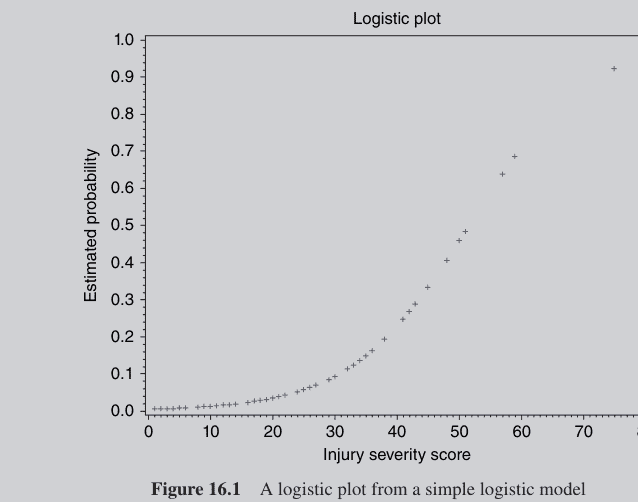 Logistic plot
1.0
0.9
0.8
0.7
0.6
0.5
0.4
0.3
0.2
0.1
0.0
Estimated probability
0 10 20 30 40 50 60 70
Injury severity score
Figure 16.1 A logistic plot from a simple logistic model